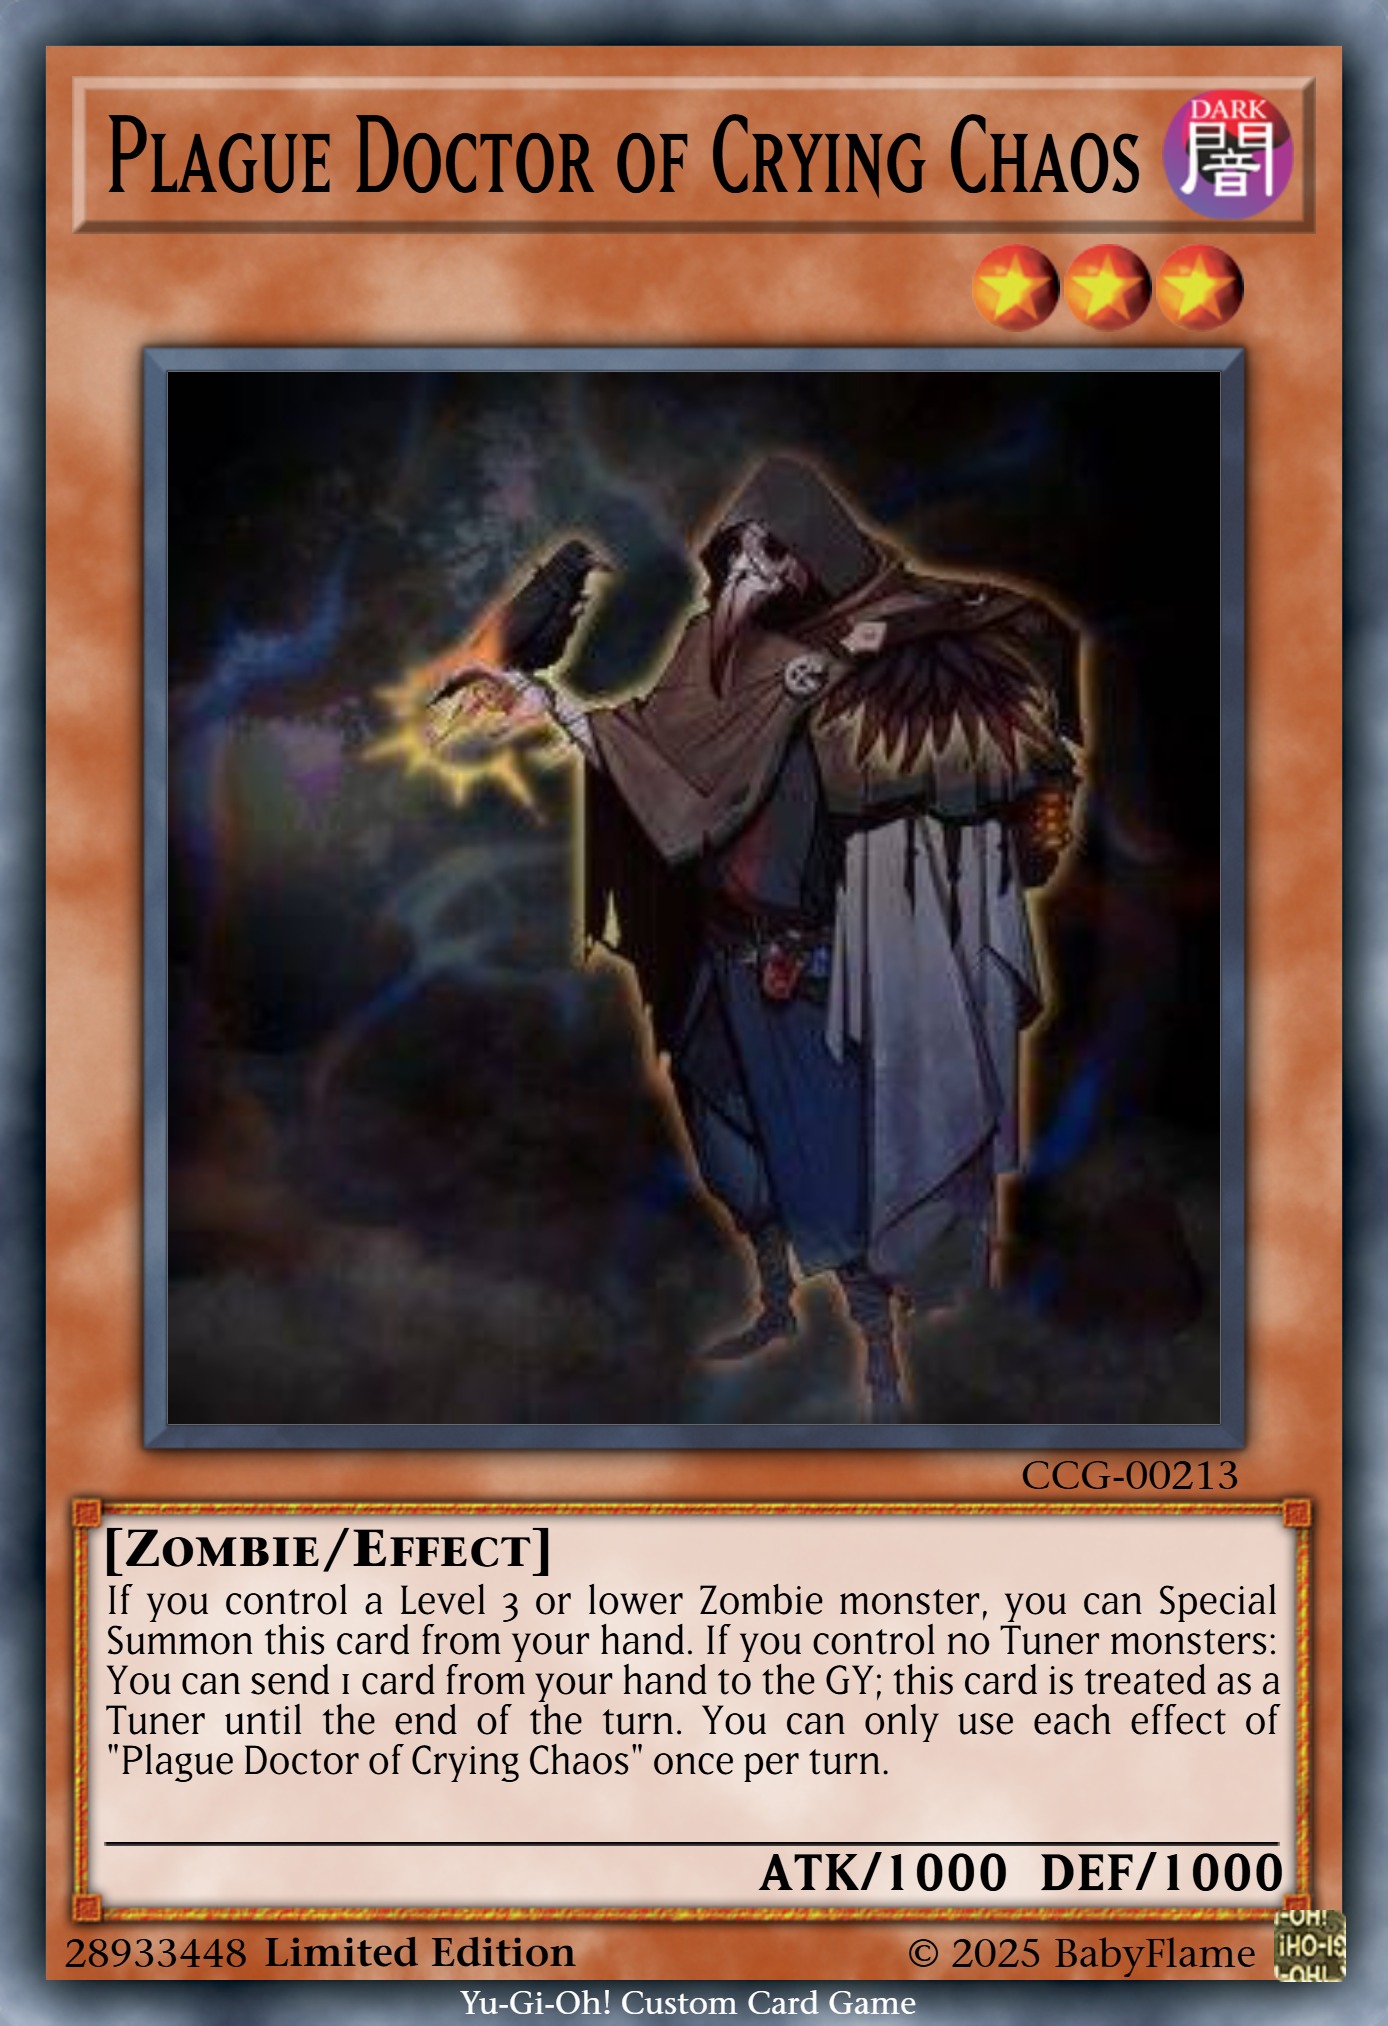 Plague Doctor of Crying Chaos
DARK
闇
CCG-00213
[Zombie/Effect]
If you control a Level 3 or lower Zombie monster, you can Special
Summon this card from your hand. If you control no Tuner monsters:
You can send 1 card from your hand to the GY; this card is treated as a
Tuner until the end of the turn. You can only use each effect of
"Plague Doctor of Crying Chaos" once per turn.
ATK/1000 DEF/1000
28933448 Limited Edition
© 2025 BabyFlame
Yu-Gi-Oh! Custom Card Game